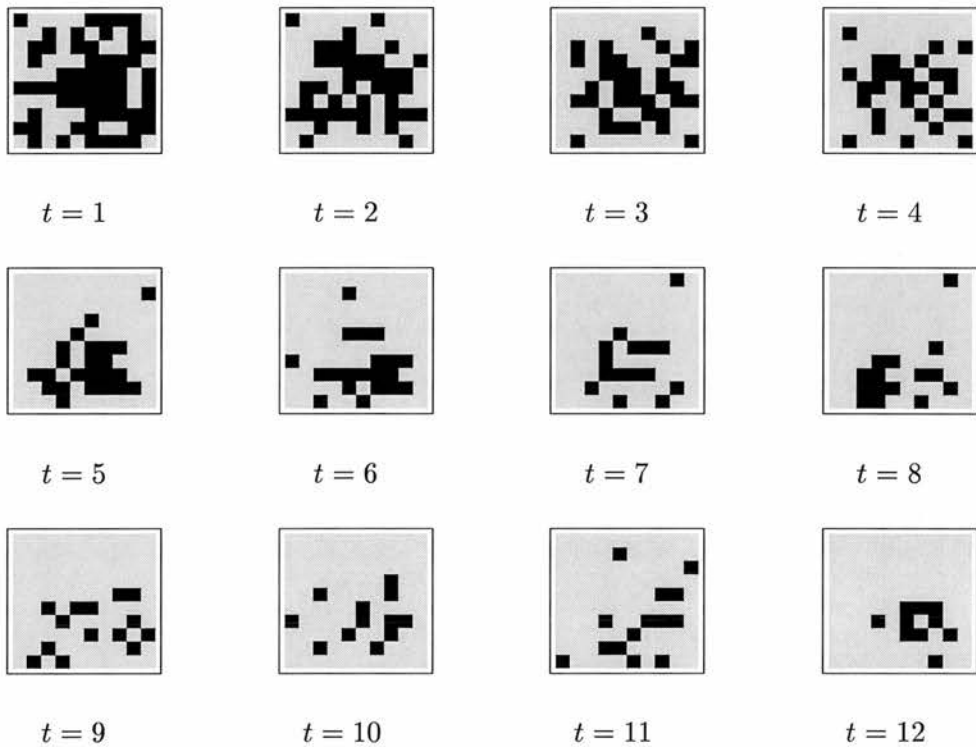 t = 1 t = 2 t = 3 t = 4
t = 5 t = 6 t = 7 t = 8
t = 9 t = 10 t = 11 t = 12